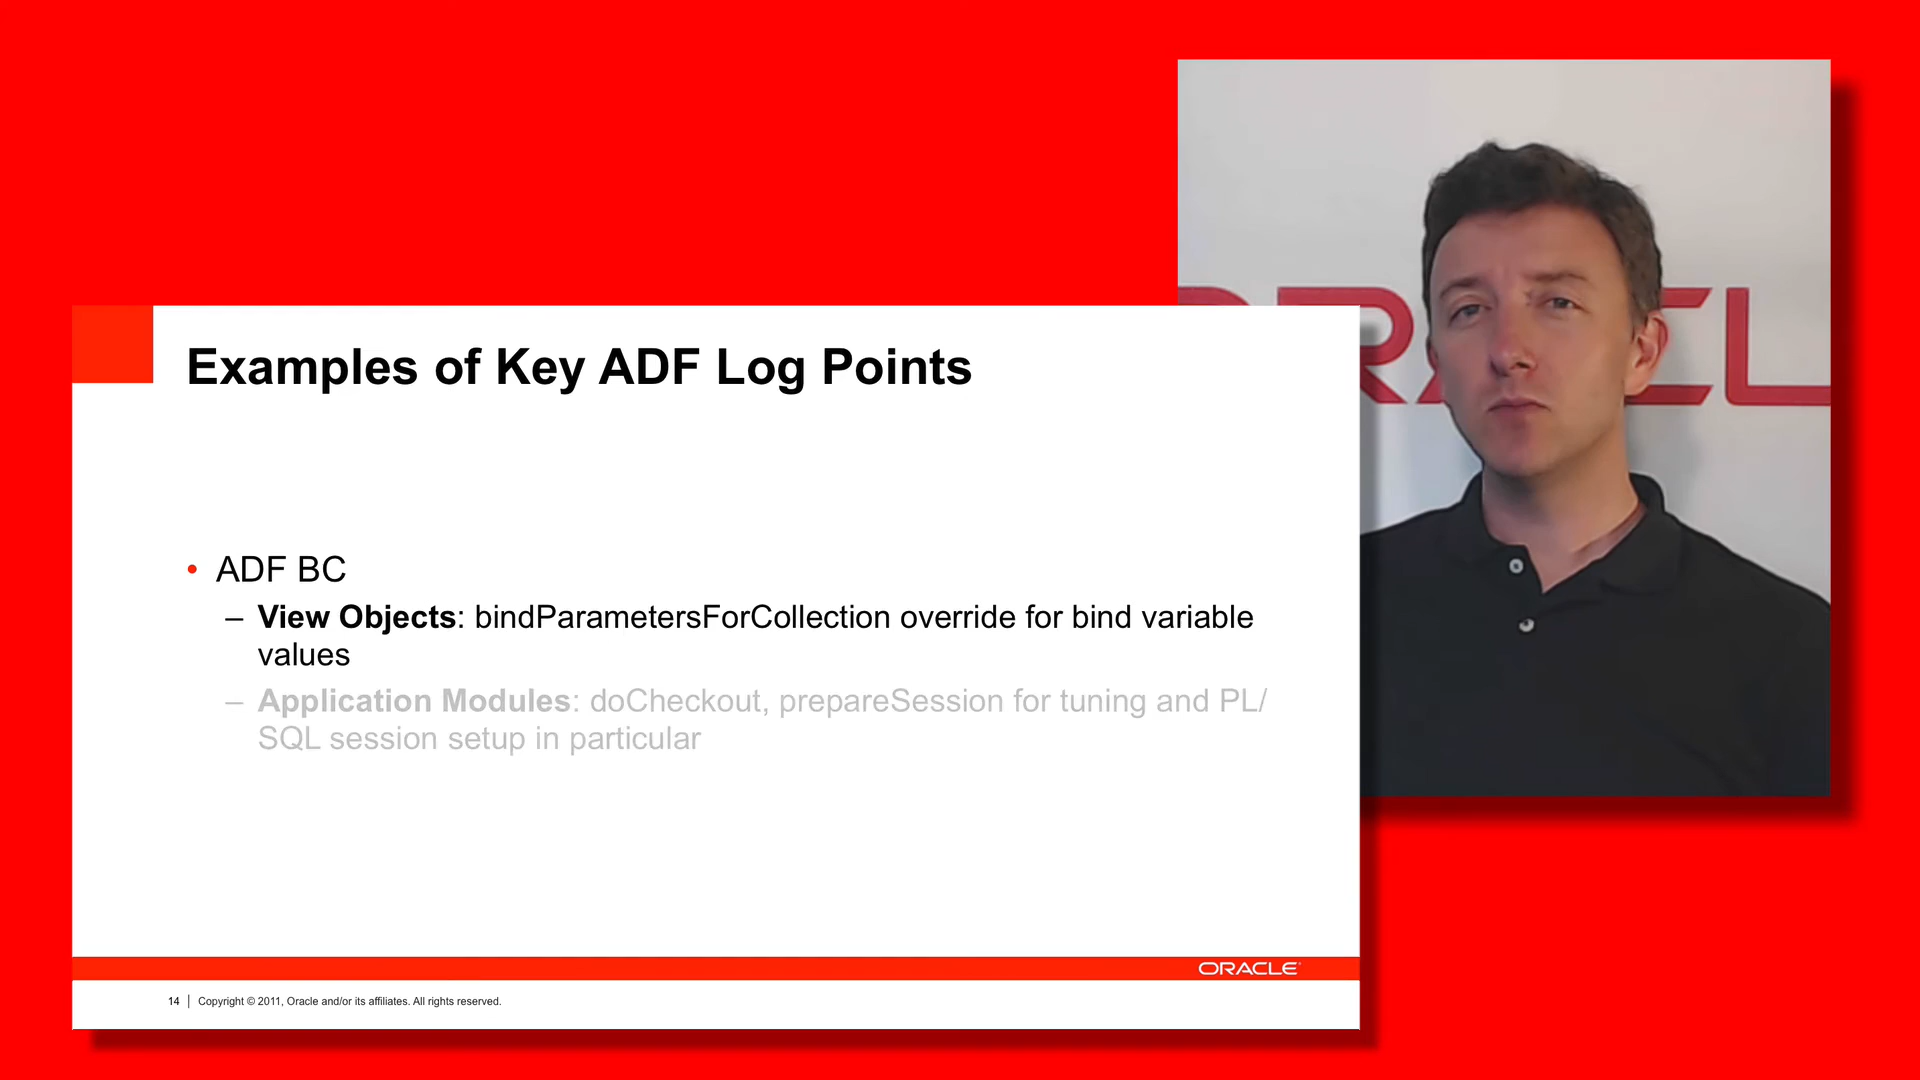 Examples of Key ADF Log Points
• ADF BC
– View Objects: bindParametersForCollection override for bind variable
values
– Application Modules: doCheckout, prepareSession for tuning and PL/
SQL session setup in particular
ORACLE
14 | Copyright © 2011, Oracle and/or its affiliates. All rights reserved.